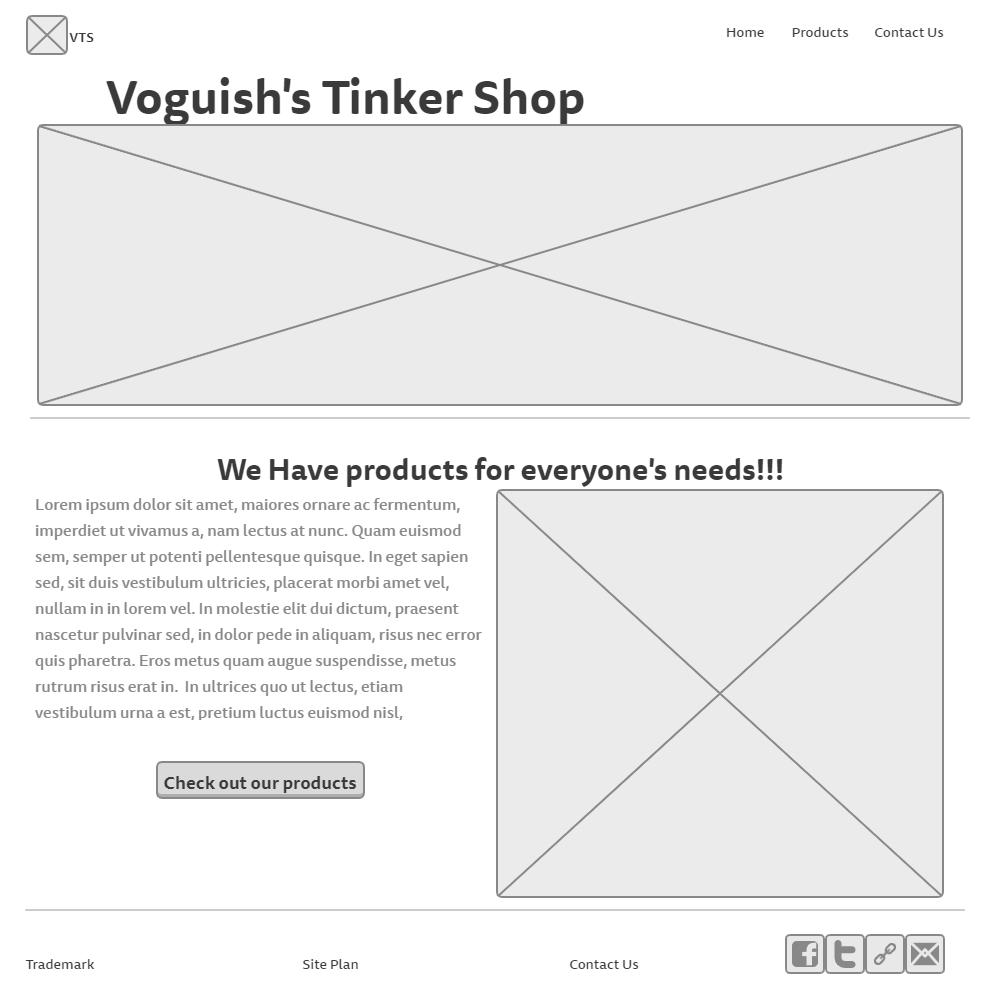 VTS
Home Products Contact Us
Voguish's Tinker Shop
We Have products for everyone's needs!!!
Lorem ipsum dolor sit amet, maiores ornare ac fermentum,
imperdiet ut vivamus a, nam lectus at nunc. Quam euismod
sem, semper ut potenti pellentesque quisque. In eget sapien
sed, sit duis vestibulum ultricies, placerat morbi amet vel,
nullam in in lorem vel. In molestie elit dui dictum, praesent
nascetur pulvinar sed, in dolor pede in aliquam, risus nec error
quis pharetra. Eros metus quam augue suspendisse, metus
rutrum risus erat in.  In ultrices quo ut lectus, etiam
vestibulum urna a est, pretium luctus euismod nisl,
Check out our products
Trademark Site Plan Contact Us